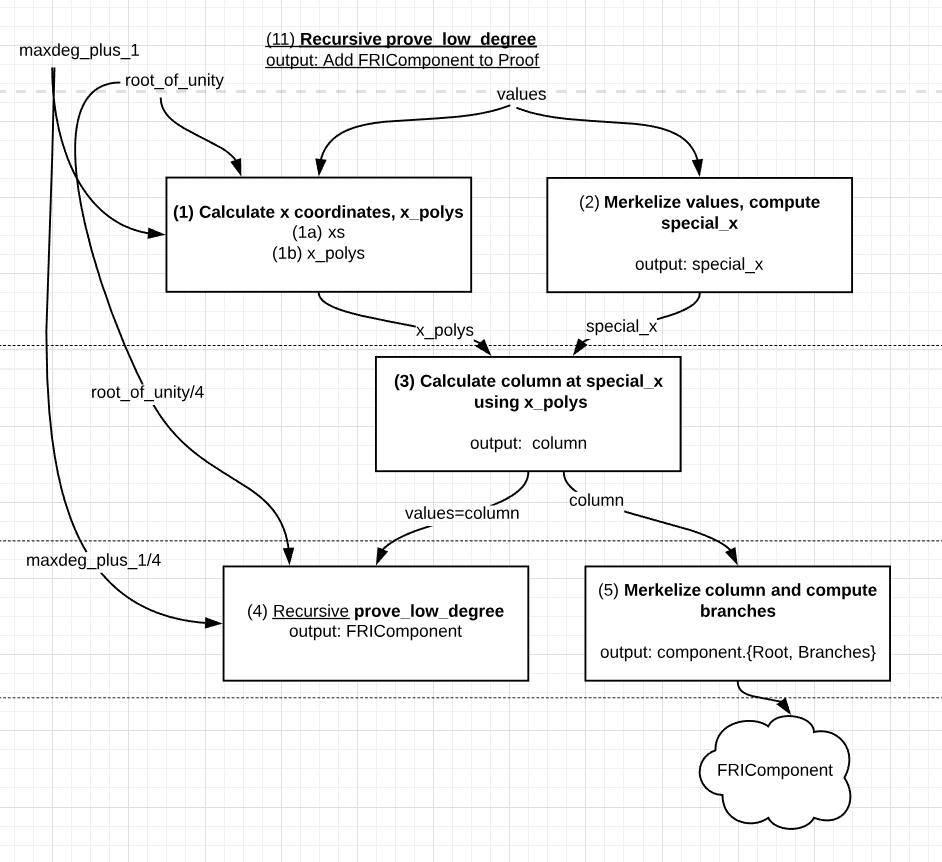 (11) Recursive prove_low_degree
output: Add FRIComponent to Proof
maxdeg_plus_1
root_of_unity
values
(1) Calculate x coordinates, x_polys
(1a) xs
(1b) x_polys
(2) Merkelize values, compute
special_x
output: special_x
x_polys
special_x
(3) Calculate column at special_x
using x_polys
output: column
root_of_unity/4
values=column
column
maxdeg_plus_1/4
(4) Recursive prove_low_degree
output: FRIComponent
(5) Merkelize column and compute
branches
output: component.{Root, Branches}
FRIComponent